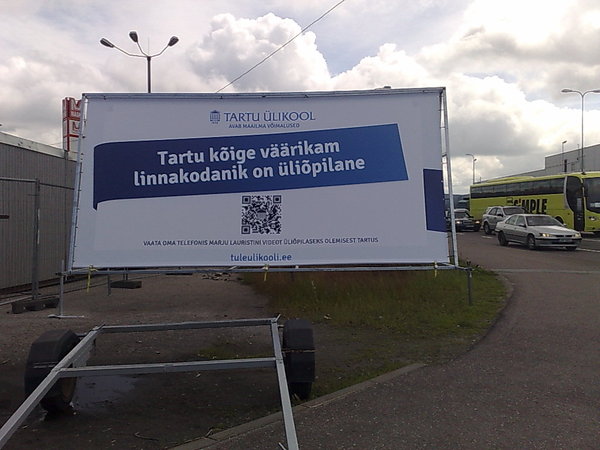 TARTU ÜLIKOOL
AVAB MAAILMA VÕIMALUSED
Tartu kõige väärikam
linnakodanik on üliõpilane
VAATA OMA TELEFONIS MARJU LAURISTINI VIDEOT ÜLIÕPILASEKS OLEMISEST TARTUS
tuleulikooli.ee
SIMPLE